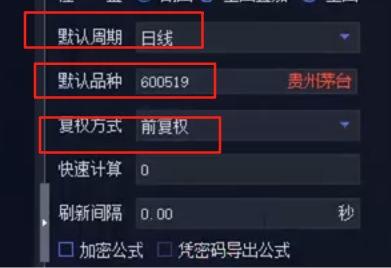 默认周期 日线
默认品种 600519 贵州茅台
复权方式 前复权
快速计算 0
刷新间隔 0.00 秒
加密公式 凭密码导出公式